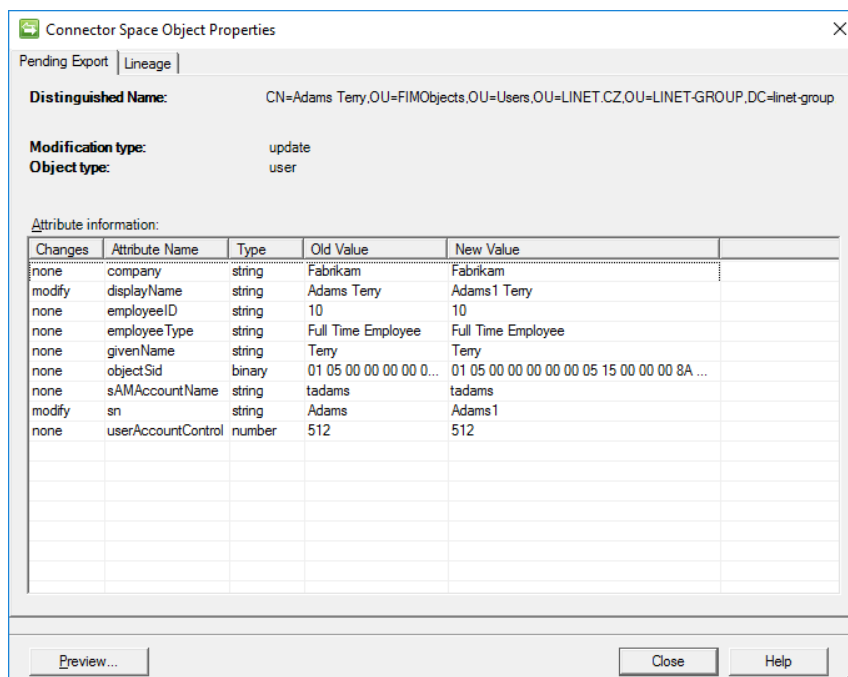 Connector Space Object Properties
Pending Export Lineage
Distinguished Name: CN=Adams Terry,OU=FIMObjects,OU=Users,OU=LINET.CZ,OU=LINET-GROUP,DC=linet-group
Modification type: update
Object type: user
Attribute information:
Changes Attribute Name Type Old Value New Value
none company string Fabrikam Fabrikam
modify displayName string Adams Terry Adams1 Terry
none employeeID string 10 10
none employeeType string Full Time Employee Full Time Employee
none givenName string Terry Terry
none objectSid binary 01 05 00 00 00 00 0... 01 05 00 00 00 00 00 05 15 00 00 00 8A ...
none sAMAccountName string tadams tadams
modify sn string Adams Adams1
none userAccountControl number 512 512
Preview... Close Help